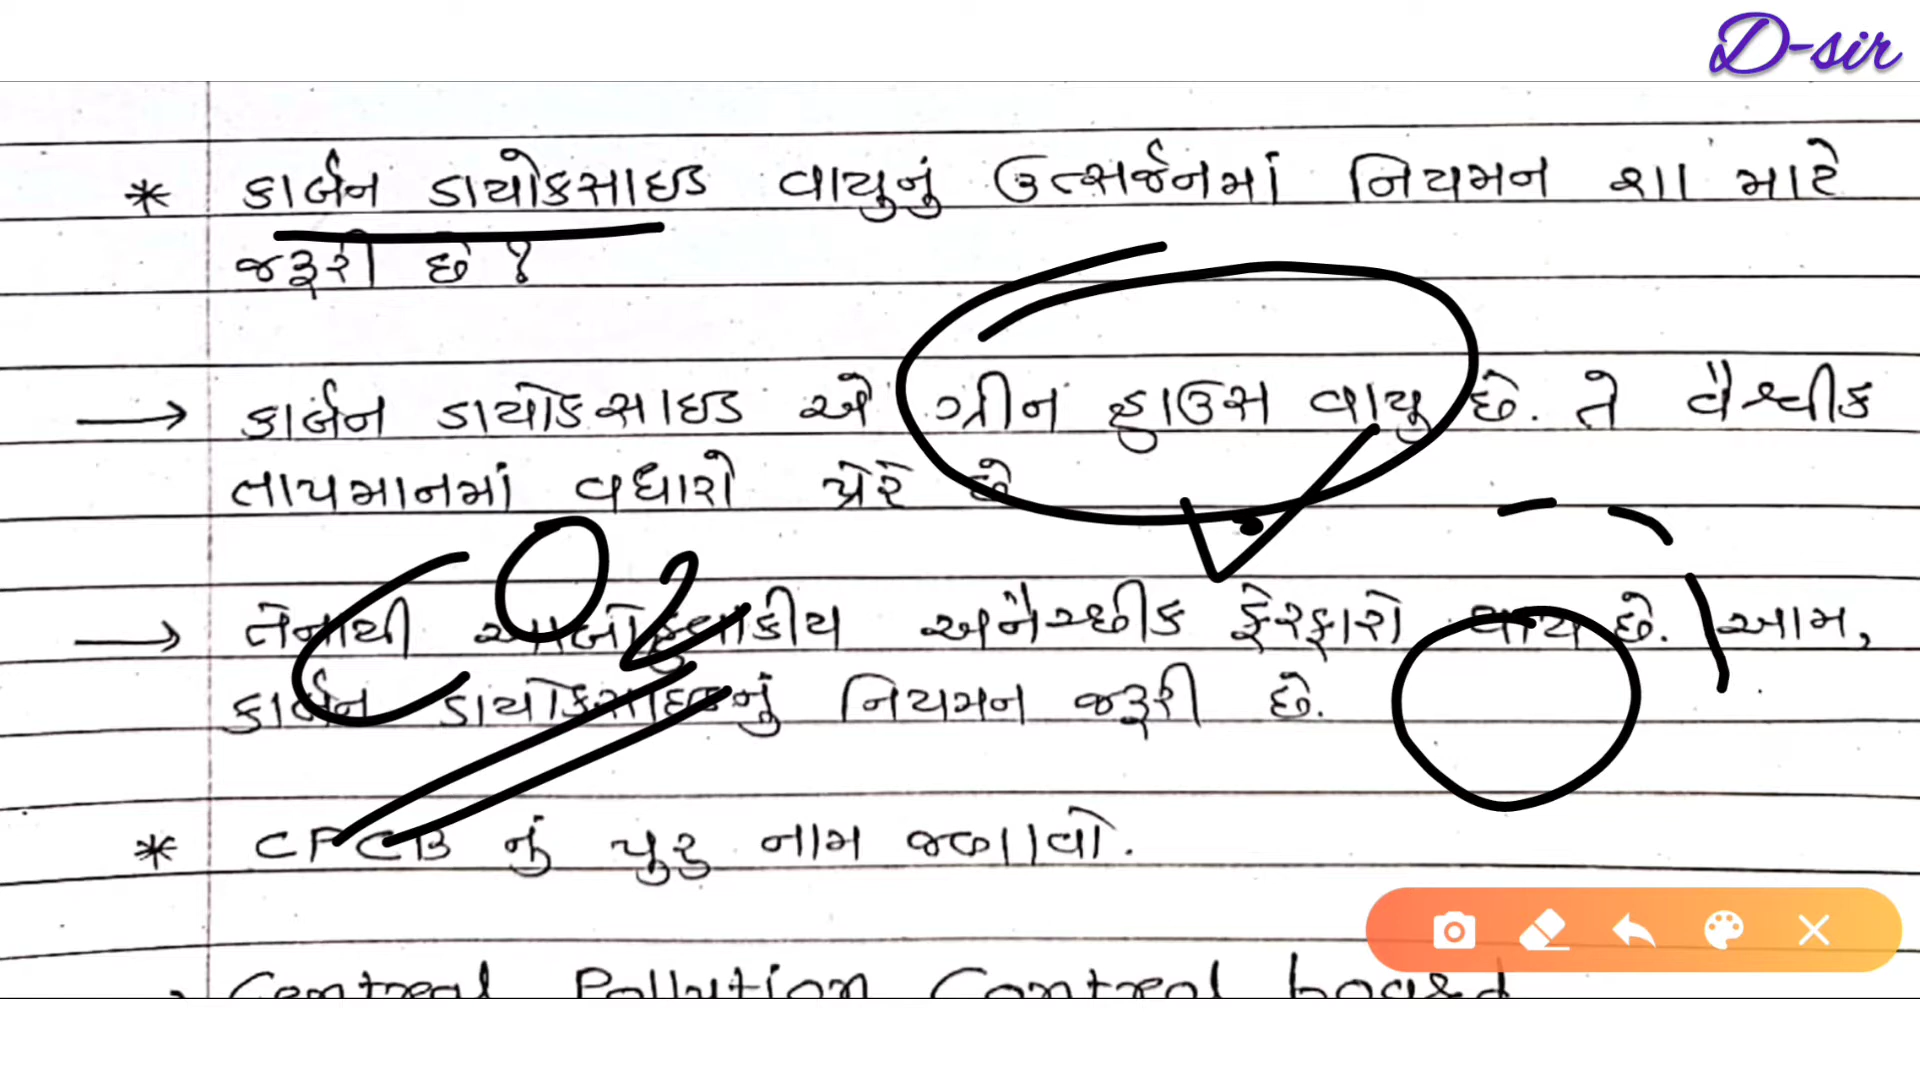 D-sir
* કાર્બન ડાયોકસાઇડ વાયુનું ઉત્સર્જનમાં નિયમન શા માટે
જરૂરી છે ?
→ કાર્બન ડાયોકસાઇડ એ ગ્રીન હાઉસ વાયુ છે. તે વૈશ્વીક
તાપમાનમાં વધારો પ્રેરે છે
CO2
→ તેનાથી આબોહવાકીય અનૈચ્છીક ફેરફારો થાય છે. આમ,
કાર્બન ડાયોકસાઇડનું નિયમન જરૂરી છે.
* CPCB નું પુરુ નામ જણાવો.
Central Pollution Control board